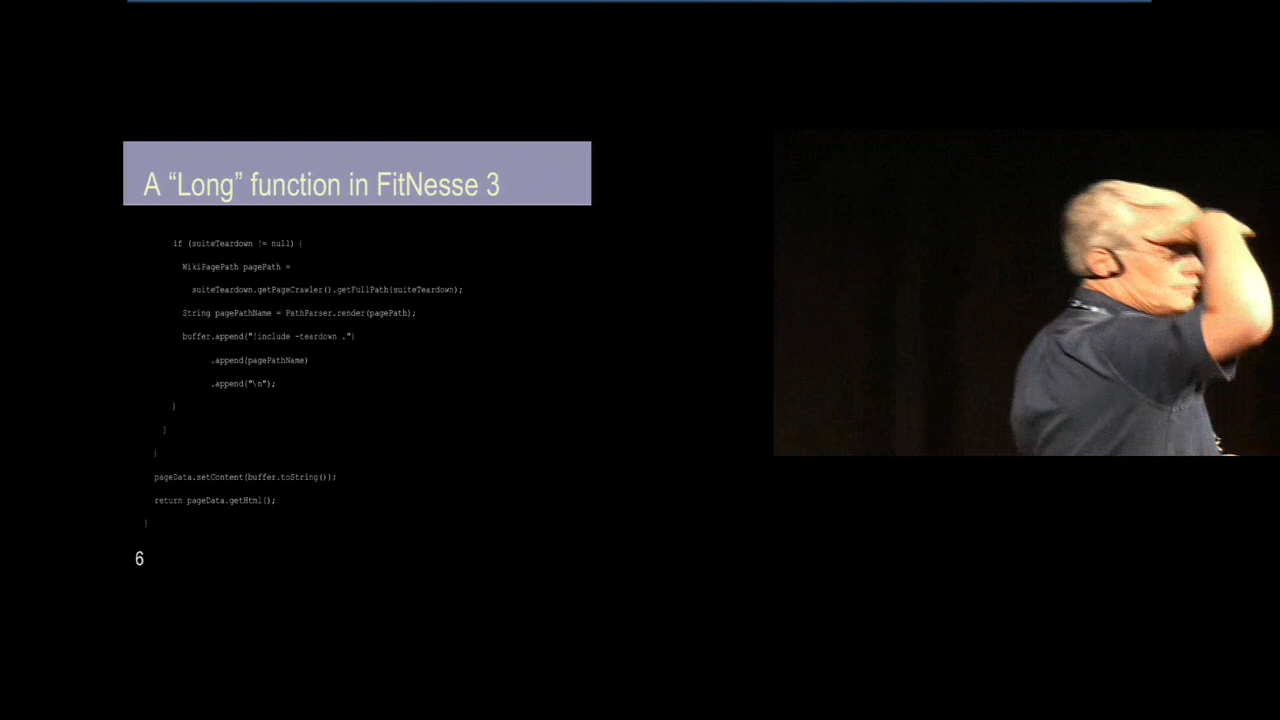 A “Long” function in FitNesse 3
if (suiteTeardown != null) {
WikiPagePath pagePath =
suiteTeardown.getPageCrawler().getFullPath(suiteTeardown);
String pagePathName = PathParser.render(pagePath);
buffer.append("!include -teardown .")
.append(pagePathName)
.append("\n");
}
}
}
pageData.setContent(buffer.toString());
return pageData.getHtml();
}
6